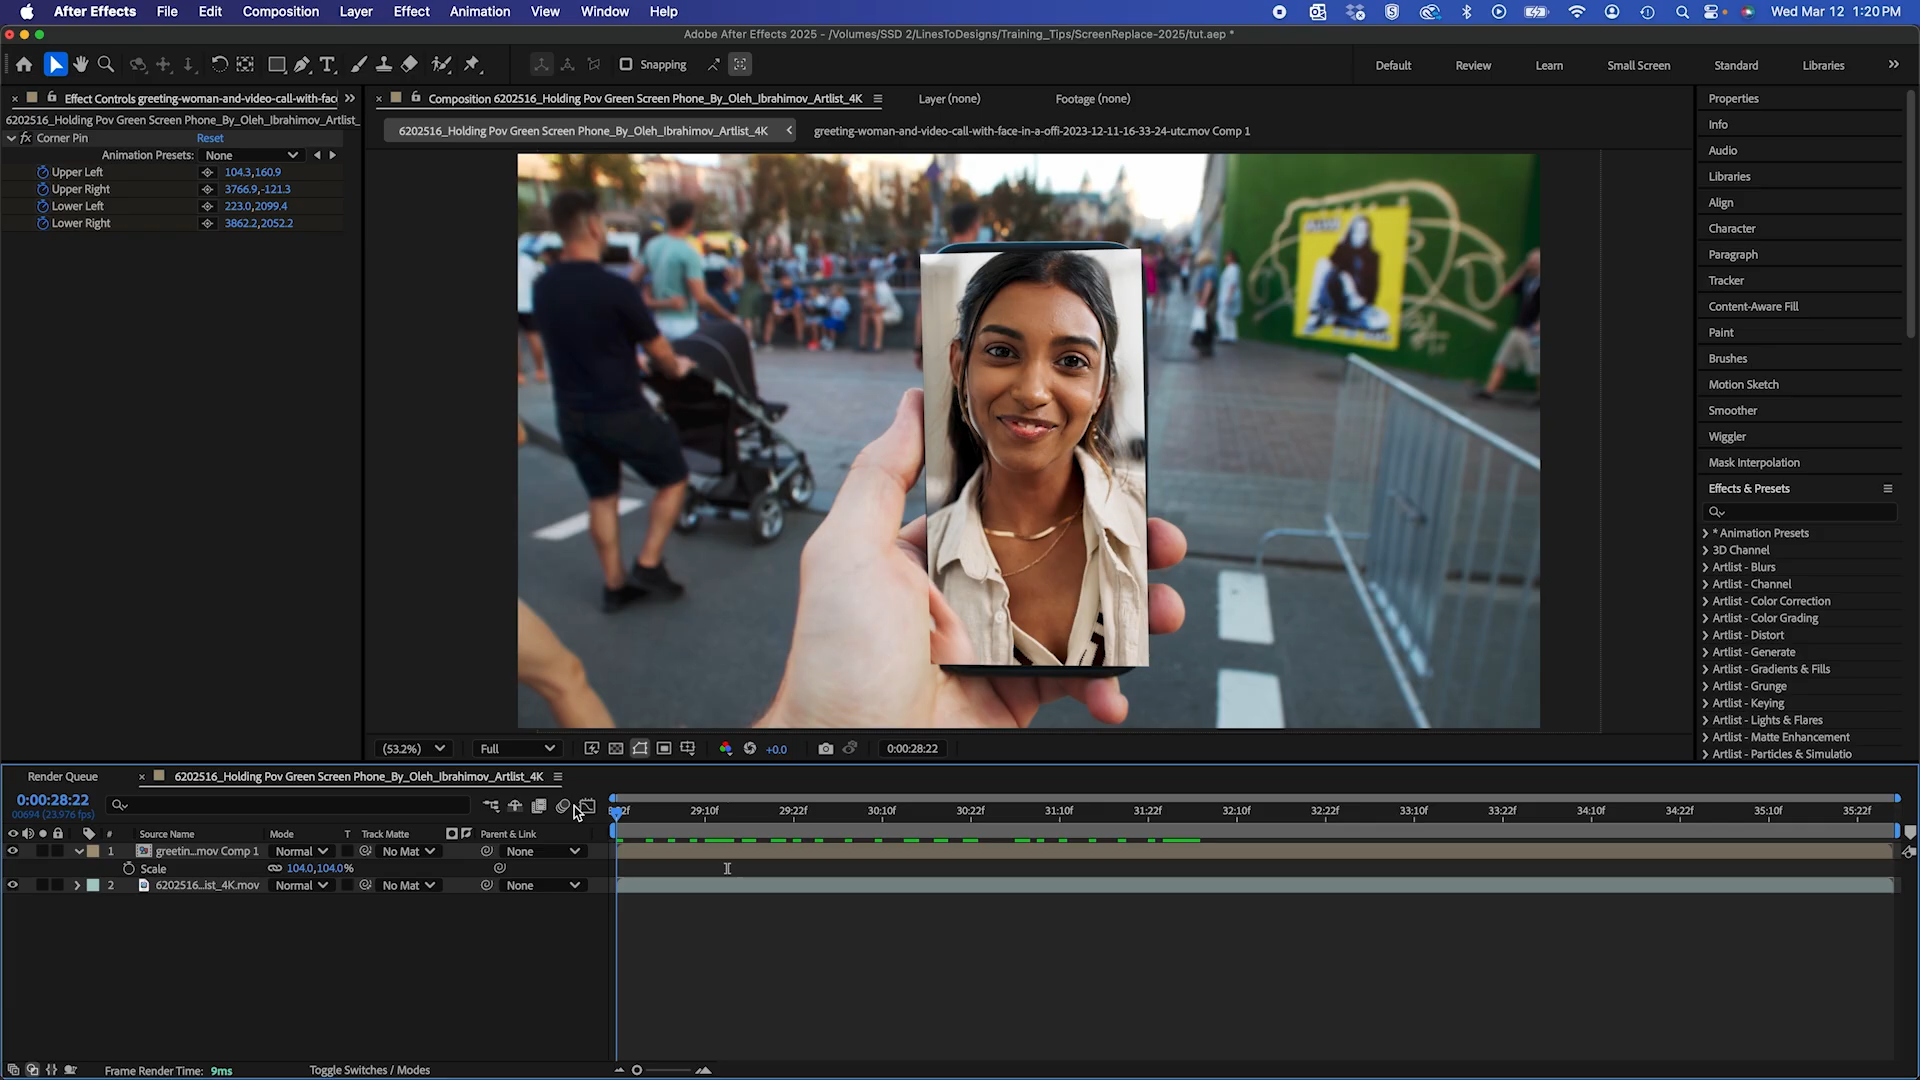 After Effects File Edit Composition Layer Effect Animation View Window Help Wed Mar 12 1:20 PM
Adobe After Effects 2025 - /Volumes/SSD 2/LinesToDesigns/Training_Tips/ScreenReplace-2025/tut.aep *
Snapping Default Review Learn Small Screen Standard Libraries
Effect Controls greeting-woman-and-video-call-with-face
Composition 6202516_Holding Pov Green Screen Phone_By_Oleh_Ibrahimov_Artlist_4K Layer (none) Footage (none)
6202516_Holding Pov Green Screen Phone_By_Oleh_Ibrahimov_Artlist_
6202516_Holding Pov Green Screen Phone_By_Oleh_Ibrahimov_Artlist_4K greeting-woman-and-video-call-with-face-in-a-offi-2023-12-11-16-33-24-utc.mov Comp 1
fx Corner Pin Reset
Animation Presets: None
Upper Left 104.3,160.9
Upper Right 3766.9,-121.3
Lower Left 223.0,2099.4
Lower Right 3862.2,2052.2
Properties
Info
Audio
Libraries
Align
Character
Paragraph
Tracker
Content-Aware Fill
Paint
Brushes
Motion Sketch
Smoother
Wiggler
Mask Interpolation
Effects & Presets
* Animation Presets
3D Channel
Artlist - Blurs
Artlist - Channel
Artlist - Color Correction
Artlist - Color Grading
Artlist - Distort
Artlist - Generate
Artlist - Gradients & Fills
Artlist - Grunge
Artlist - Keying
Artlist - Lights & Flares
Artlist - Matte Enhancement
Artlist - Particles & Simulatio
(53.2%) Full +0.0 0:00:28:22
Render Queue 6202516_Holding Pov Green Screen Phone_By_Oleh_Ibrahimov_Artlist_4K
0:00:28:22
00694 (23.976 fps)
22f 29:10f 29:22f 30:10f 30:22f 31:10f 31:22f 32:10f 32:22f 33:10f 33:22f 34:10f 34:22f 35:10f 35:22f
# Source Name Mode T Track Matte Parent & Link
1 greetin...mov Comp 1 Normal No Mat None
Scale 104.0,104.0%
2 6202516...ist_4K.mov Normal No Mat None
Frame Render Time: 9ms Toggle Switches / Modes